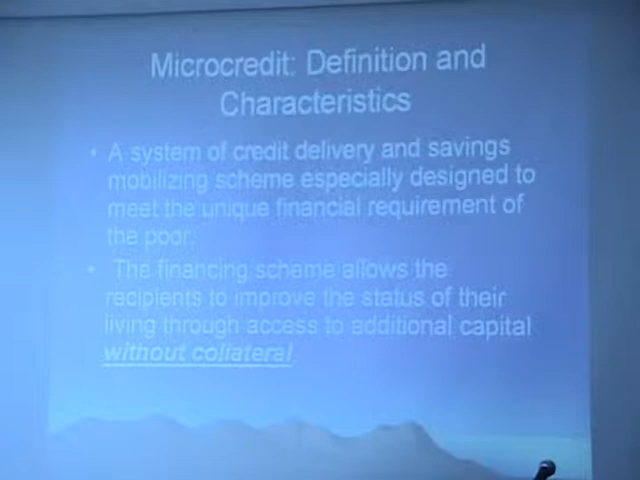 Microcredit: Definition and
Characteristics
• A system of credit delivery and savings
mobilizing scheme especially designed to
meet the unique financial requirement of
the poor.
• The financing scheme allows the
recipients to improve the status of their
living through access to additional capital
without collateral